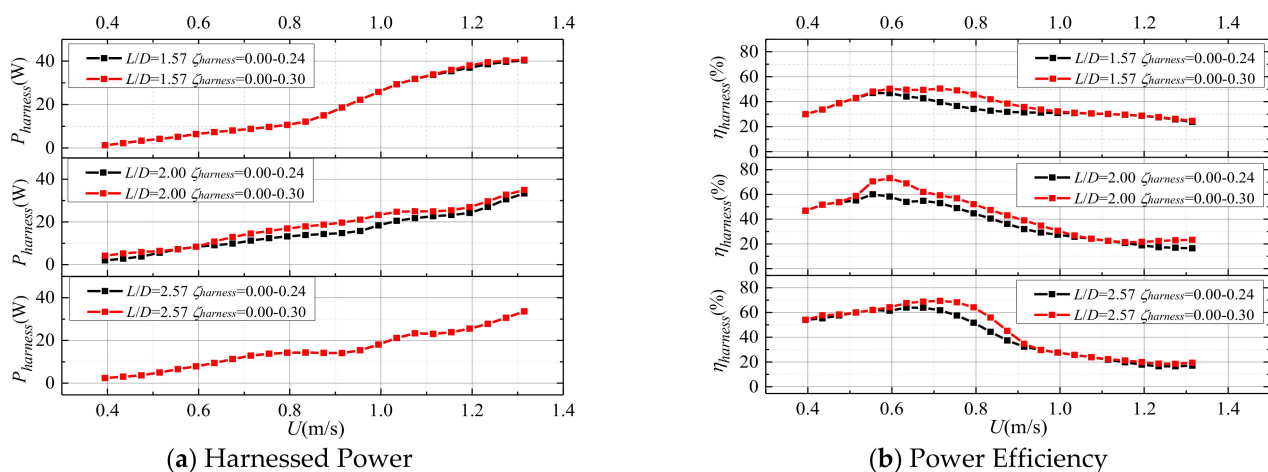 0.4 0.6 0.8 1.0 1.2 1.4
P_harness(W)
40
20
0
L/D=1.57 ζharness=0.00-0.24
L/D=1.57 ζharness=0.00-0.30
P_harness(W)
40
20
0
L/D=2.00 ζharness=0.00-0.24
L/D=2.00 ζharness=0.00-0.30
P_harness(W)
40
20
0
L/D=2.57 ζharness=0.00-0.24
L/D=2.57 ζharness=0.00-0.30
0.4 0.6 0.8 1.0 1.2 1.4
U(m/s)
(a) Harnessed Power
0.4 0.6 0.8 1.0 1.2 1.4
η_harness(%)
80
60
40
20
0
L/D=1.57 ζharness=0.00-0.24
L/D=1.57 ζharness=0.00-0.30
η_harness(%)
80
60
40
20
0
L/D=2.00 ζharness=0.00-0.24
L/D=2.00 ζharness=0.00-0.30
η_harness(%)
80
60
40
20
0
L/D=2.57 ζharness=0.00-0.24
L/D=2.57 ζharness=0.00-0.30
0.4 0.6 0.8 1.0 1.2 1.4
U(m/s)
(b) Power Efficiency